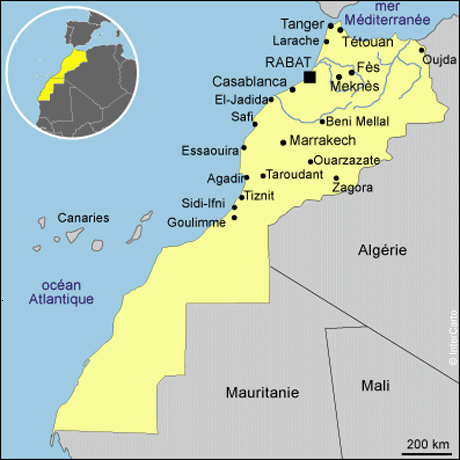 mer
Méditerranée
Tanger
Tétouan
Larache
Oujda
RABAT
Fès
Meknès
Casablanca
El-Jadida
Safi
Beni Mellal
Marrakech
Essaouira
Ouarzazate
Agadir
Taroudant
Zagora
Tiznit
Sidi-Ifni
Goulimme
Canaries
Algérie
océan
Atlantique
Mauritanie
Mali
© InterCarto
200 km